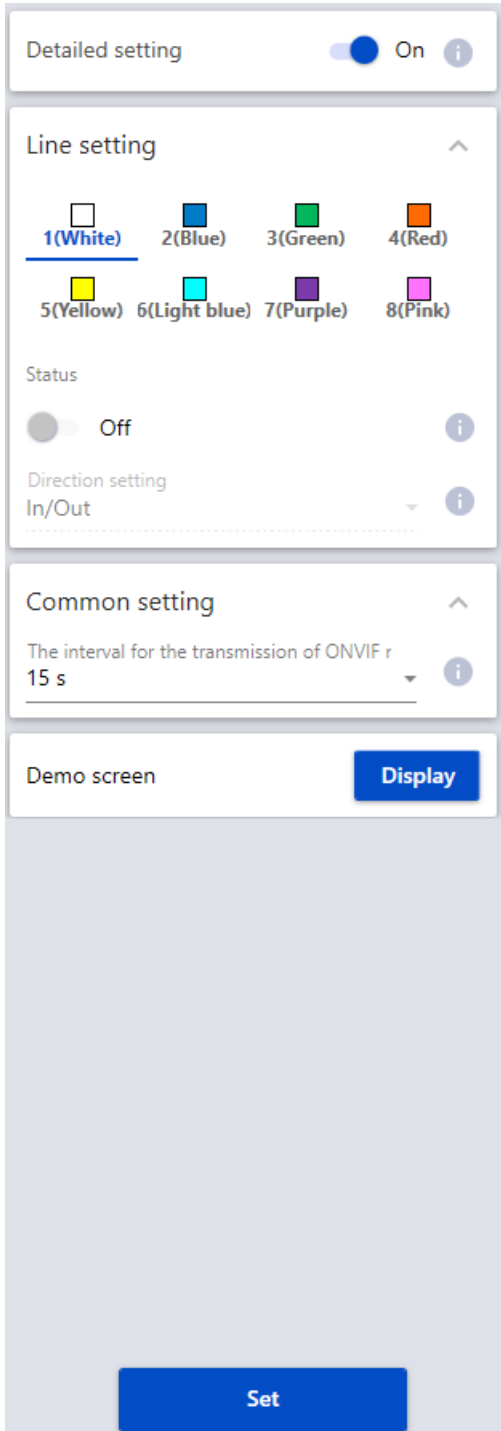 Detailed setting On
Line setting
1(White) 2(Blue) 3(Green) 4(Red)
5(Yellow) 6(Light blue) 7(Purple) 8(Pink)
Status
Off
Direction setting
In/Out
Common setting
The interval for the transmission of ONVIF r
15 s
Demo screen Display
Set